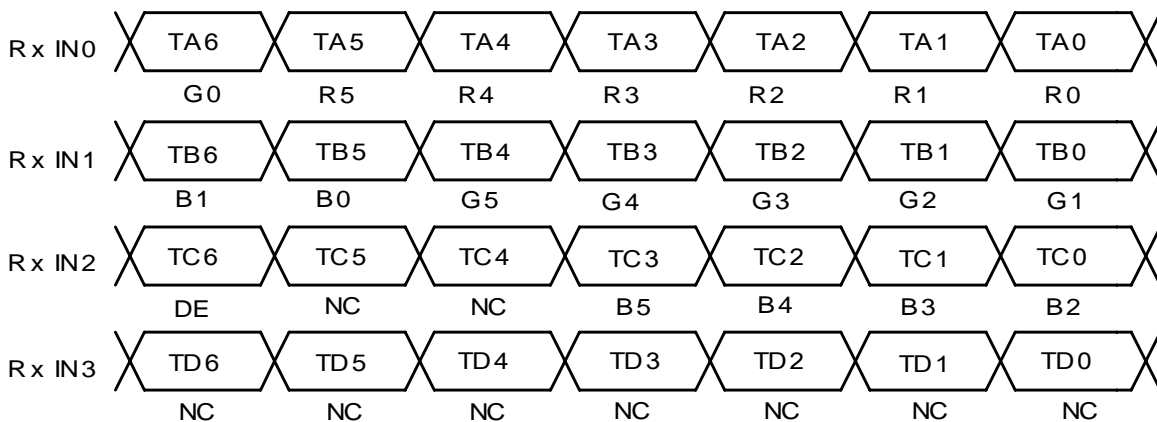 Rx IN0 TA6 TA5 TA4 TA3 TA2 TA1 TA0
G0 R5 R4 R3 R2 R1 R0
Rx IN1 TB6 TB5 TB4 TB3 TB2 TB1 TB0
B1 B0 G5 G4 G3 G2 G1
Rx IN2 TC6 TC5 TC4 TC3 TC2 TC1 TC0
DE NC NC B5 B4 B3 B2
Rx IN3 TD6 TD5 TD4 TD3 TD2 TD1 TD0
NC NC NC NC NC NC NC